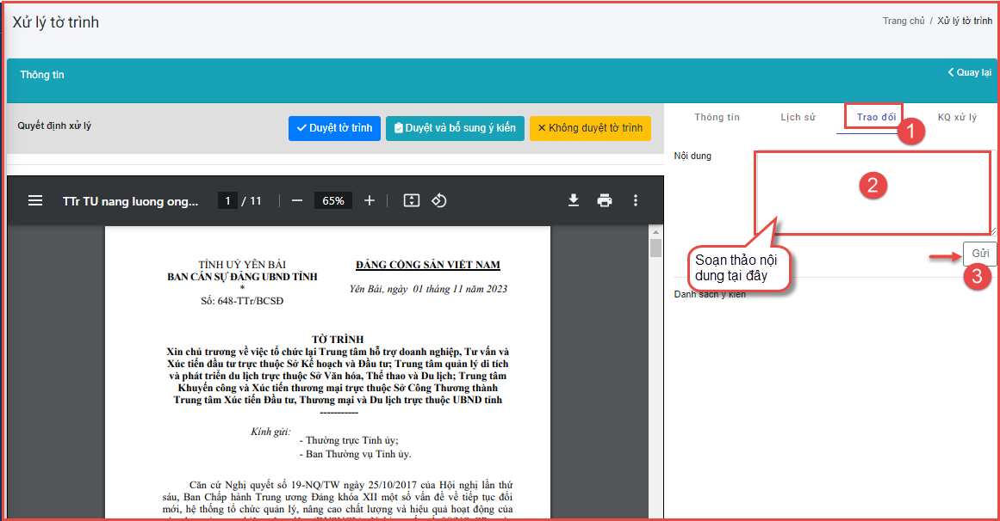 Xử lý tờ trình
Trang chủ / Xử lý tờ trình
Thông tin
Quay lại
Quyết định xử lý
Duyệt tờ trình
Duyệt và bổ sung ý kiến
Không duyệt tờ trình
Thông tin
Lịch sử
Trao đổi
KQ xử lý
1
Nội dung
2
Soạn thảo nội
dung tại đây
Gửi
3
Danh sách ý kiến
TTr TU nang luong ong...
1 / 11
65%
TỈNH UỶ YÊN BÁI
BAN CÁN SỰ ĐẢNG UBND TỈNH
*
Số: 648-TTr/BCSĐ
ĐẢNG CỘNG SẢN VIỆT NAM
Yên Bái, ngày 01 tháng 11 năm 2023
TỜ TRÌNH
Xin chủ trương về việc tổ chức lại Trung tâm hỗ trợ doanh nghiệp, Tư vấn và
Xúc tiến đầu tư trực thuộc Sở Kế hoạch và Đầu tư; Trung tâm quản lý di tích
và phát triển du lịch trực thuộc Sở Văn hóa, Thể thao và Du lịch; Trung tâm
Khuyến công và Xúc tiến thương mại trực thuộc Sở Công Thương thành
Trung tâm Xúc tiến Đầu tư, Thương mại và Du lịch trực thuộc UBND tỉnh
-----------
Kính gửi:
- Thường trực Tỉnh ủy;
- Ban Thường vụ Tỉnh ủy.
Căn cứ Nghị quyết số 19-NQ/TW ngày 25/10/2017 của Hội nghị lần thứ
sáu, Ban Chấp hành Trung ương Đảng khóa XII một số vấn đề về tiếp tục đổi
mới, hệ thống tổ chức quản lý, nâng cao chất lượng và hiệu quả hoạt động của